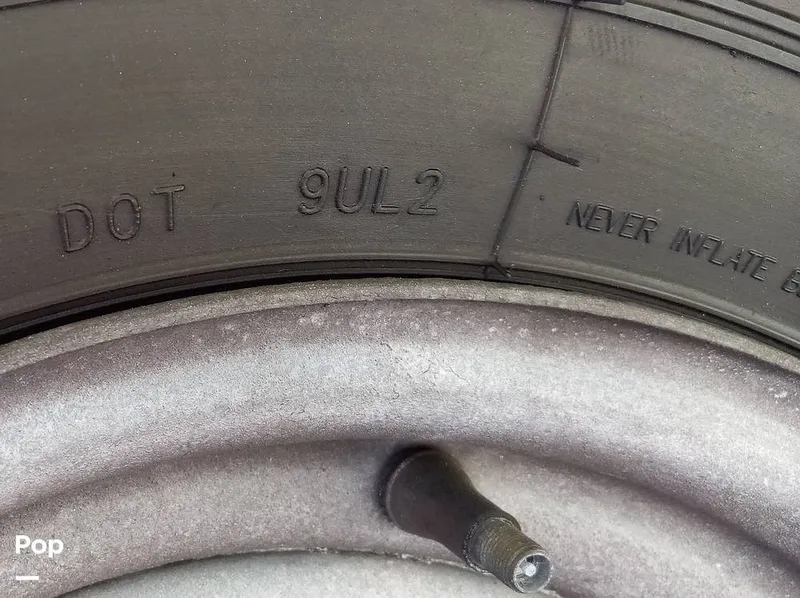 DOT 9UL2
NEVER INFLATE
Pop